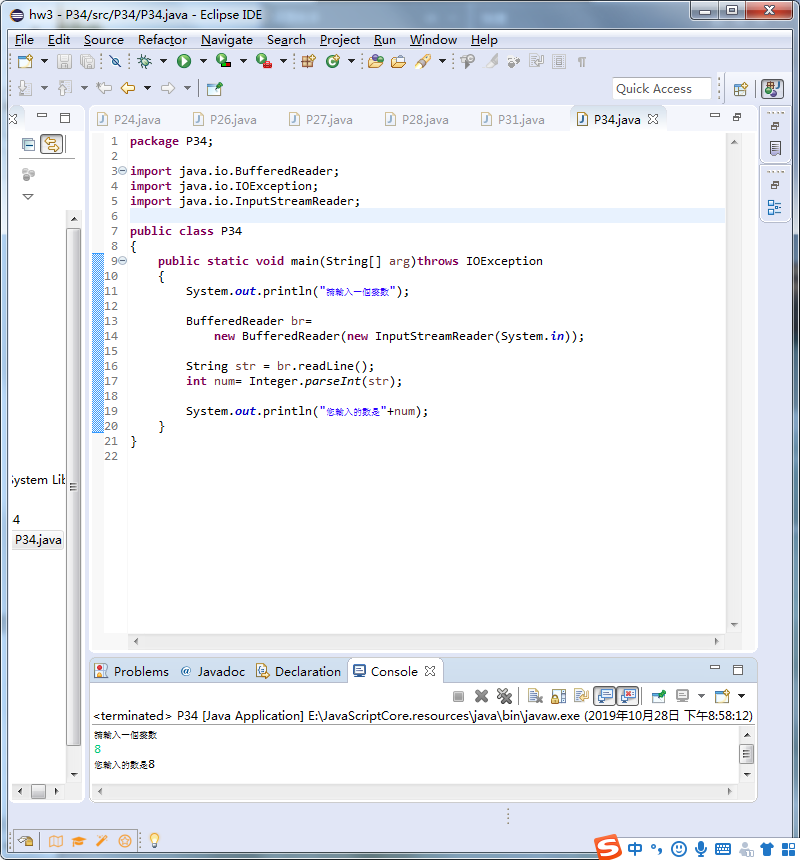 hw3 - P34/src/P34/P34.java - Eclipse IDE
File Edit Source Refactor Navigate Search Project Run Window Help
Quick Access
P24.java P26.java P27.java P28.java P31.java P34.java
1 package P34;
2
3 import java.io.BufferedReader;
4 import java.io.IOException;
5 import java.io.InputStreamReader;
6
7 public class P34
8 {
9 public static void main(String[] arg)throws IOException
10 {
11 System.out.println("請輸入一個整數");
12
13 BufferedReader br=
14 new BufferedReader(new InputStreamReader(System.in));
15
16 String str = br.readLine();
17 int num= Integer.parseInt(str);
18
19 System.out.println("您輸入的數是"+num);
20 }
21 }
22
System Lib
4
P34.java
Problems @ Javadoc Declaration Console
<terminated> P34 [Java Application] E:\JavaScriptCore.resources\java\bin\javaw.exe (2019年10月28日 下午8:58:12)
請輸入一個整數
8
您輸入的數是8
S 中